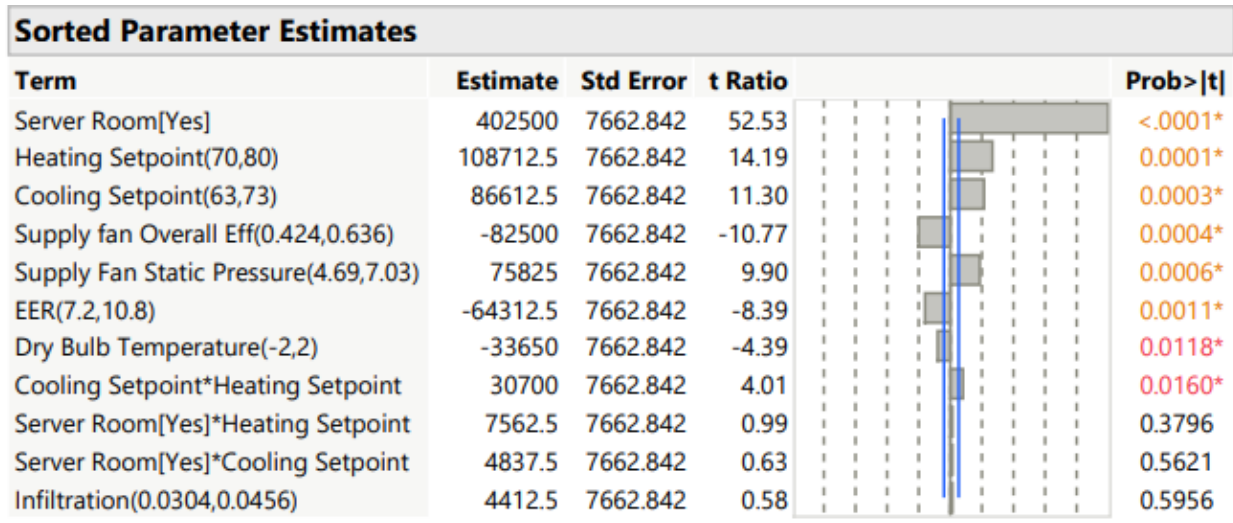 Sorted Parameter Estimates
Term Estimate Std Error t Ratio Prob>|t|
Server Room[Yes] 402500 7662.842 52.53 <.0001*
Heating Setpoint(70,80) 108712.5 7662.842 14.19 0.0001*
Cooling Setpoint(63,73) 86612.5 7662.842 11.30 0.0003*
Supply fan Overall Eff(0.424,0.636) -82500 7662.842 -10.77 0.0004*
Supply Fan Static Pressure(4.69,7.03) 75825 7662.842 9.90 0.0006*
EER(7.2,10.8) -64312.5 7662.842 -8.39 0.0011*
Dry Bulb Temperature(-2,2) -33650 7662.842 -4.39 0.0118*
Cooling Setpoint*Heating Setpoint 30700 7662.842 4.01 0.0160*
Server Room[Yes]*Heating Setpoint 7562.5 7662.842 0.99 0.3796
Server Room[Yes]*Cooling Setpoint 4837.5 7662.842 0.63 0.5621
Infiltration(0.0304,0.0456) 4412.5 7662.842 0.58 0.5956